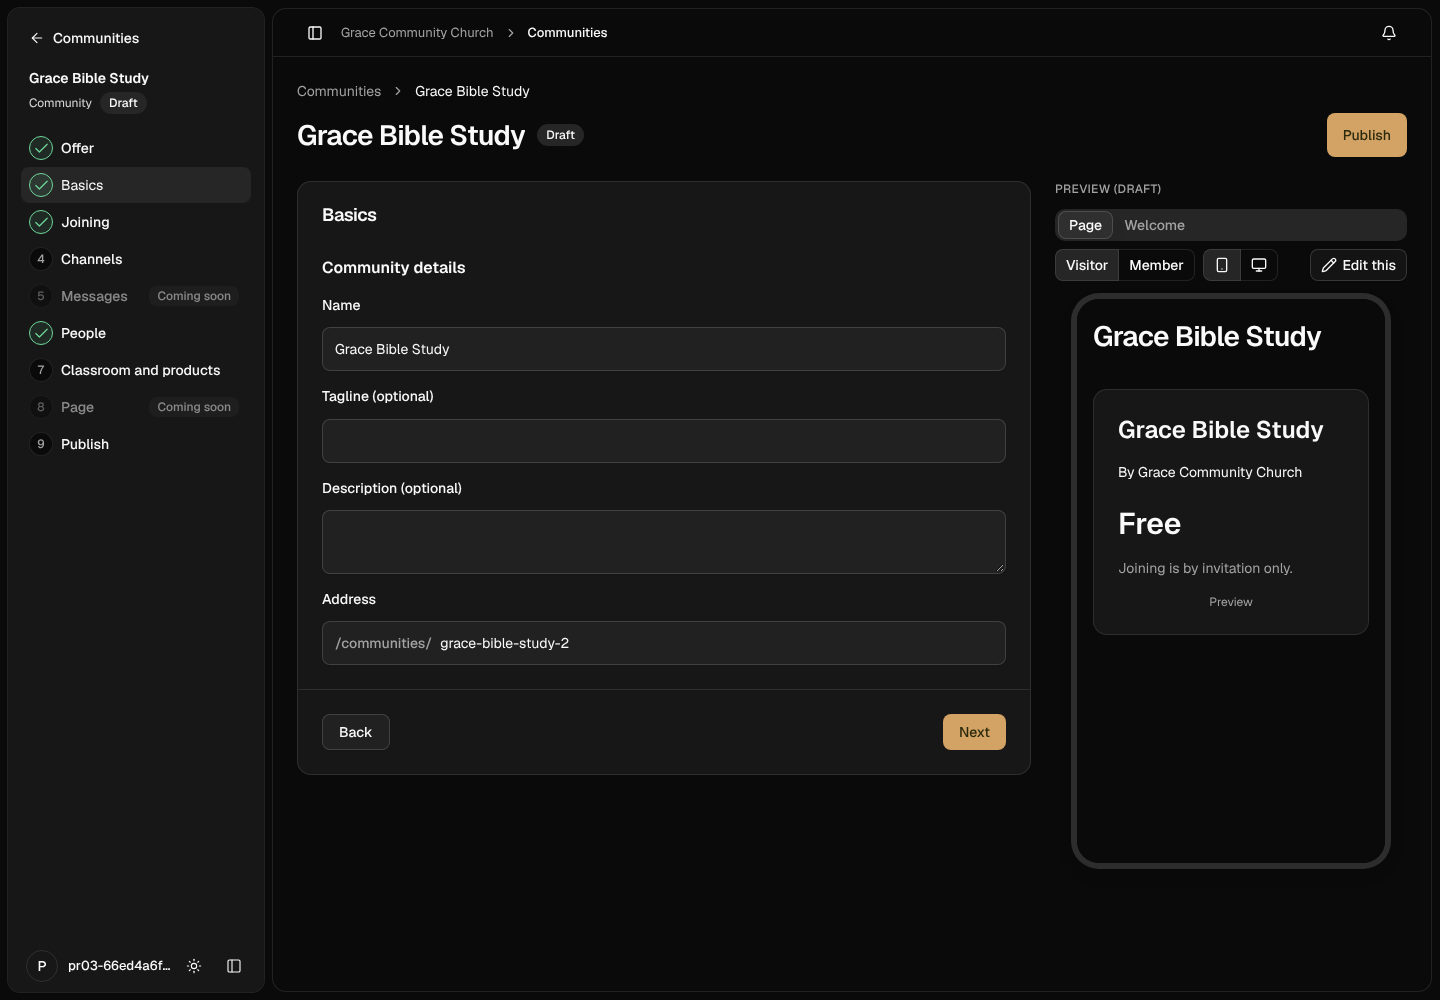 Communities
Grace Bible Study
Community Draft
Offer
Basics
Joining
4 Channels
5 Messages Coming soon
People
7 Classroom and products
8 Page Coming soon
9 Publish
P pr03-66ed4a6f...
Grace Community Church Communities
Communities Grace Bible Study
Grace Bible Study Draft
Publish
Basics
Community details
Name
Grace Bible Study
Tagline (optional)
Description (optional)
Address
/communities/ grace-bible-study-2
Back
Next
PREVIEW (DRAFT)
Page Welcome
Visitor Member Edit this
Grace Bible Study
Grace Bible Study
By Grace Community Church
Free
Joining is by invitation only.
Preview